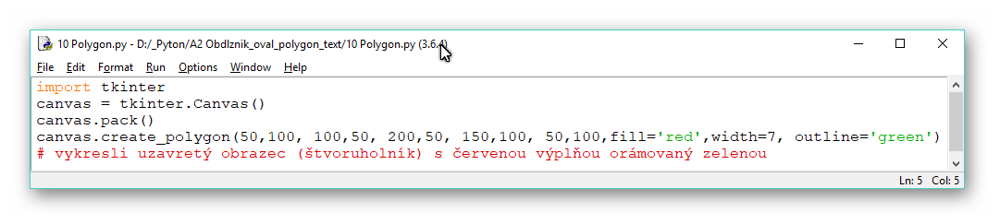 10 Polygon.py - D:/_Pyton/A2 Obdlznik_oval_polygon_text/10 Polygon.py (3.6.4)
File Edit Format Run Options Window Help
import tkinter
canvas = tkinter.Canvas()
canvas.pack()
canvas.create_polygon(50,100, 100,50, 200,50, 150,100, 50,100,fill='red',width=7, outline='green')
# vykresli uzavretý obrazec (štvoruholník) s červenou výplňou orámovaný zelenou
Ln: 5 Col: 5